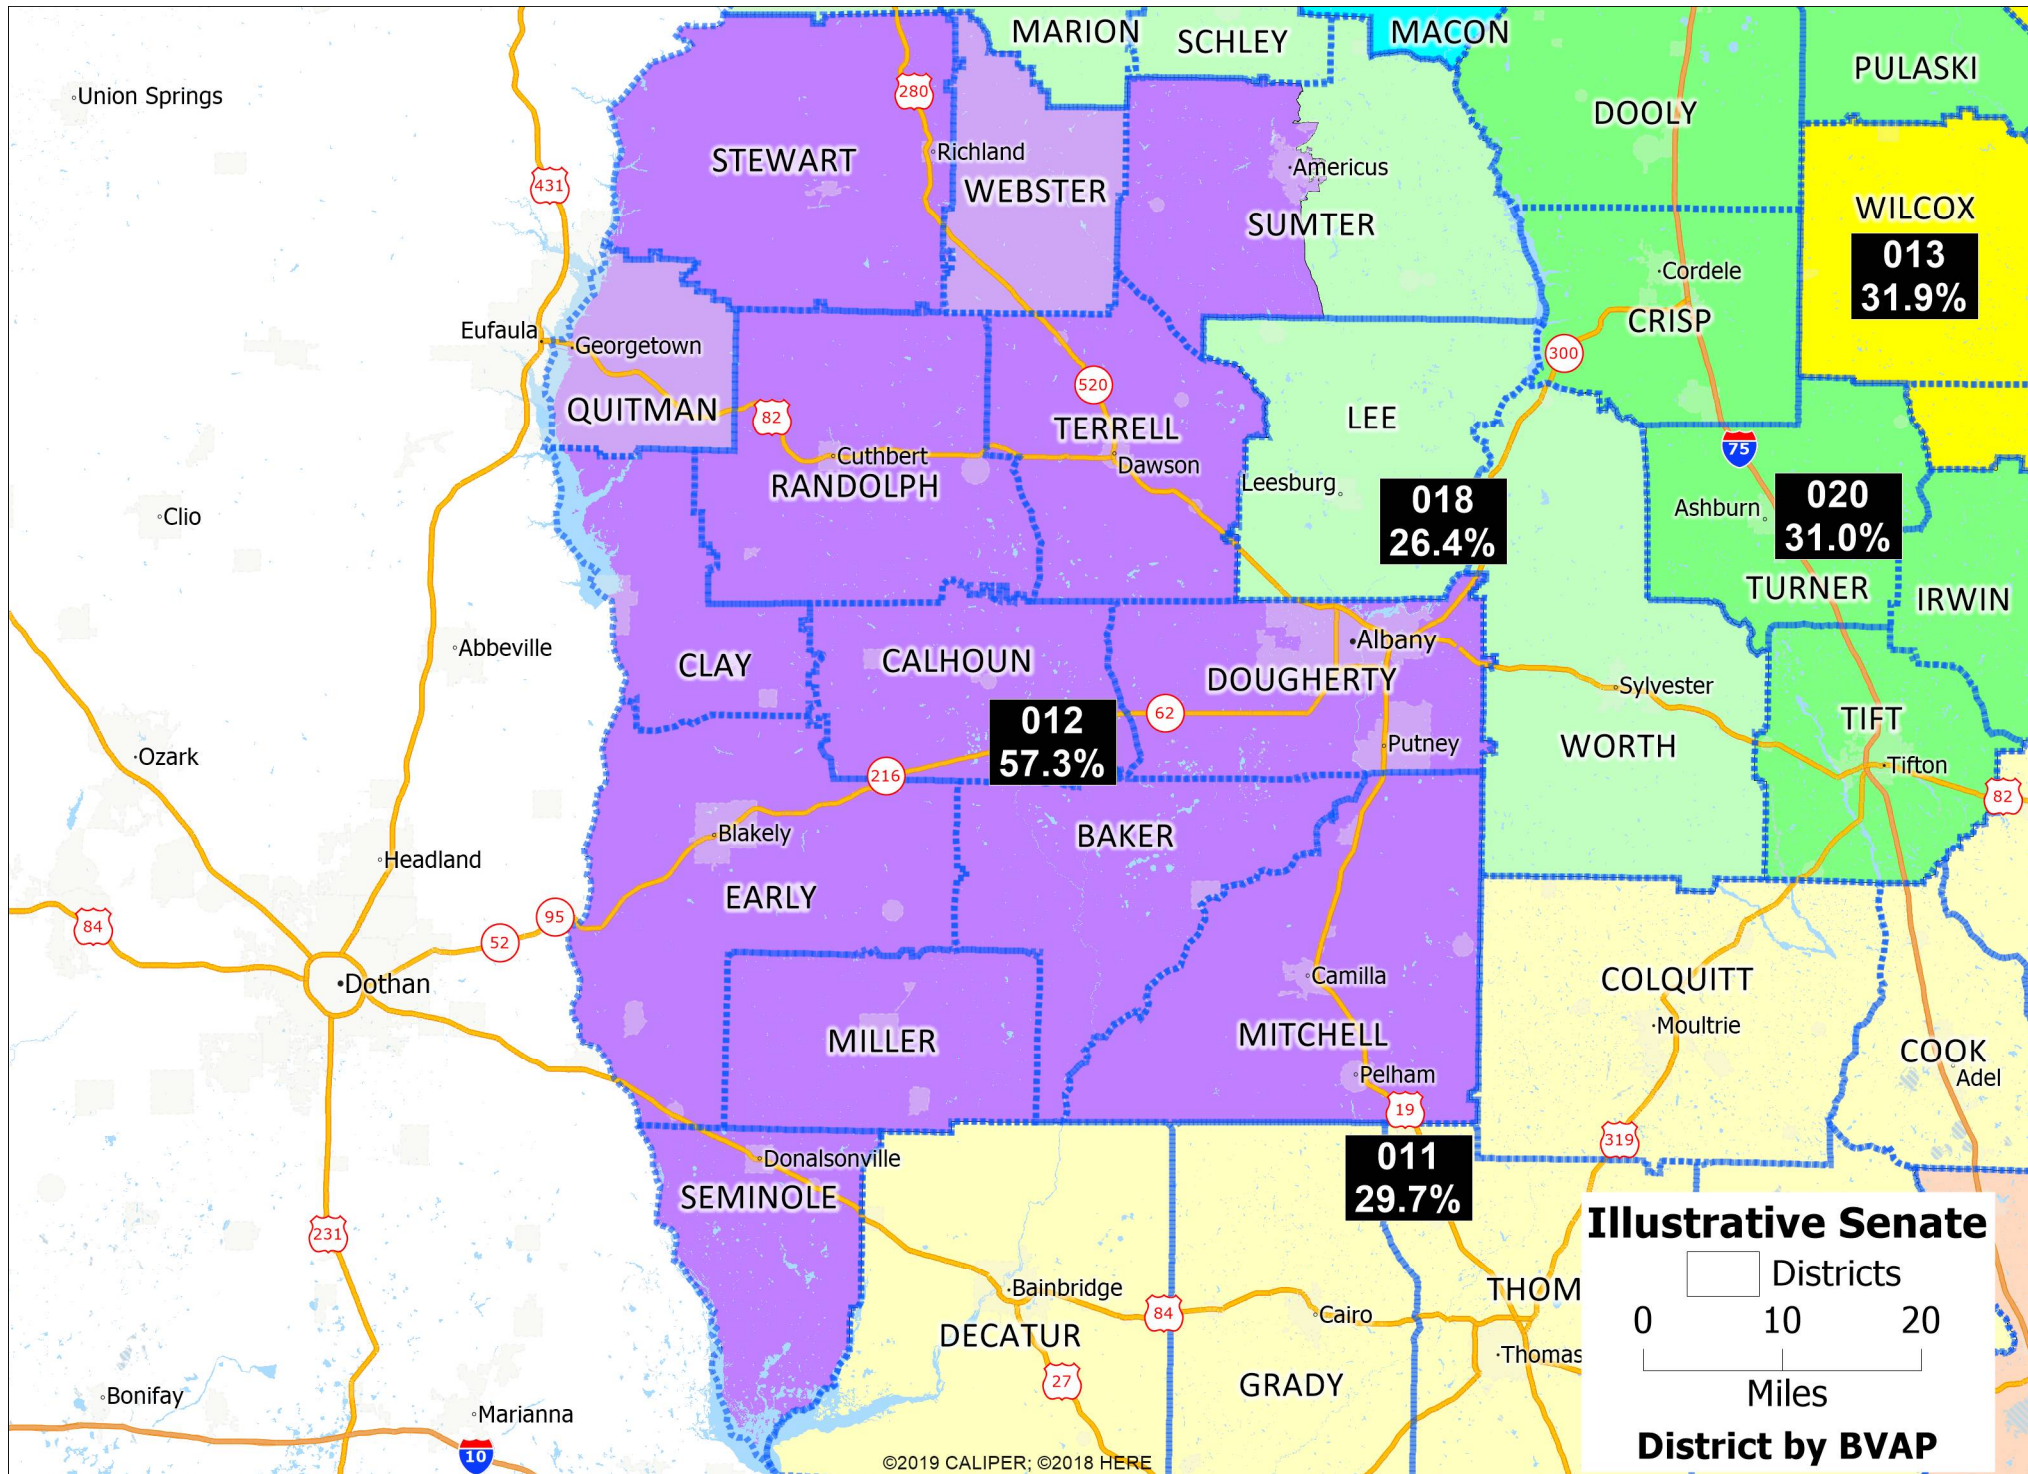 MARION
SCHLEY
MACON
PULASKI
Union Springs
280
DOOLY
Richland
STEWART
WEBSTER
Americus
431
SUMTER
WILCOX
013
31.9%
Cordele
CRISP
Eufaula
Georgetown
300
520
QUITMAN
82
LEE
TERRELL
Cuthbert
Dawson
75
RANDOLPH
Leesburg
018
26.4%
020
31.0%
Ashburn
Clio
TURNER
IRWIN
Abbeville
Albany
CLAY
CALHOUN
DOUGHERTY
Sylvester
012
57.3%
62
TIFT
Putney
WORTH
Ozark
Tifton
216
82
Blakely
BAKER
Headland
EARLY
84
95
52
Camilla
COLQUITT
Dothan
Moultrie
MILLER
MITCHELL
COOK
Adel
Pelham
19
319
Donalsonville
011
29.7%
SEMINOLE
231
Illustrative Senate
Districts
0 10 20
Miles
District by BVAP
Bainbridge
THOM
84
Cairo
DECATUR
Thomas
27
GRADY
Bonifay
Marianna
10
©2019 CALIPER; ©2018 HERE